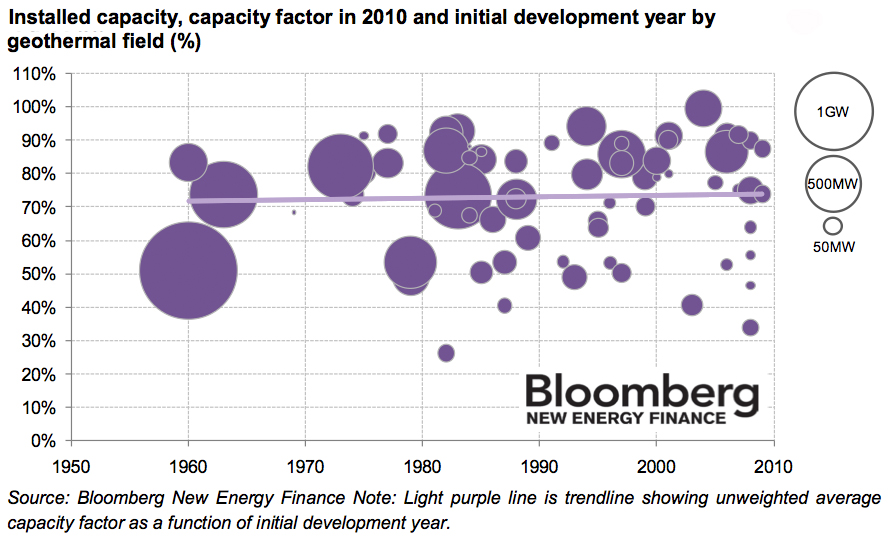 Installed capacity, capacity factor in 2010 and initial development year by
geothermal field (%)
110%
100%
90%
80%
70%
60%
50%
40%
30%
20%
10%
0%
1950
1960
1970
1980
1990
2000
2010
1GW
500MW
50MW
Bloomberg
NEW ENERGY FINANCE
Source: Bloomberg New Energy Finance Note: Light purple line is trendline showing unweighted average
capacity factor as a function of initial development year.